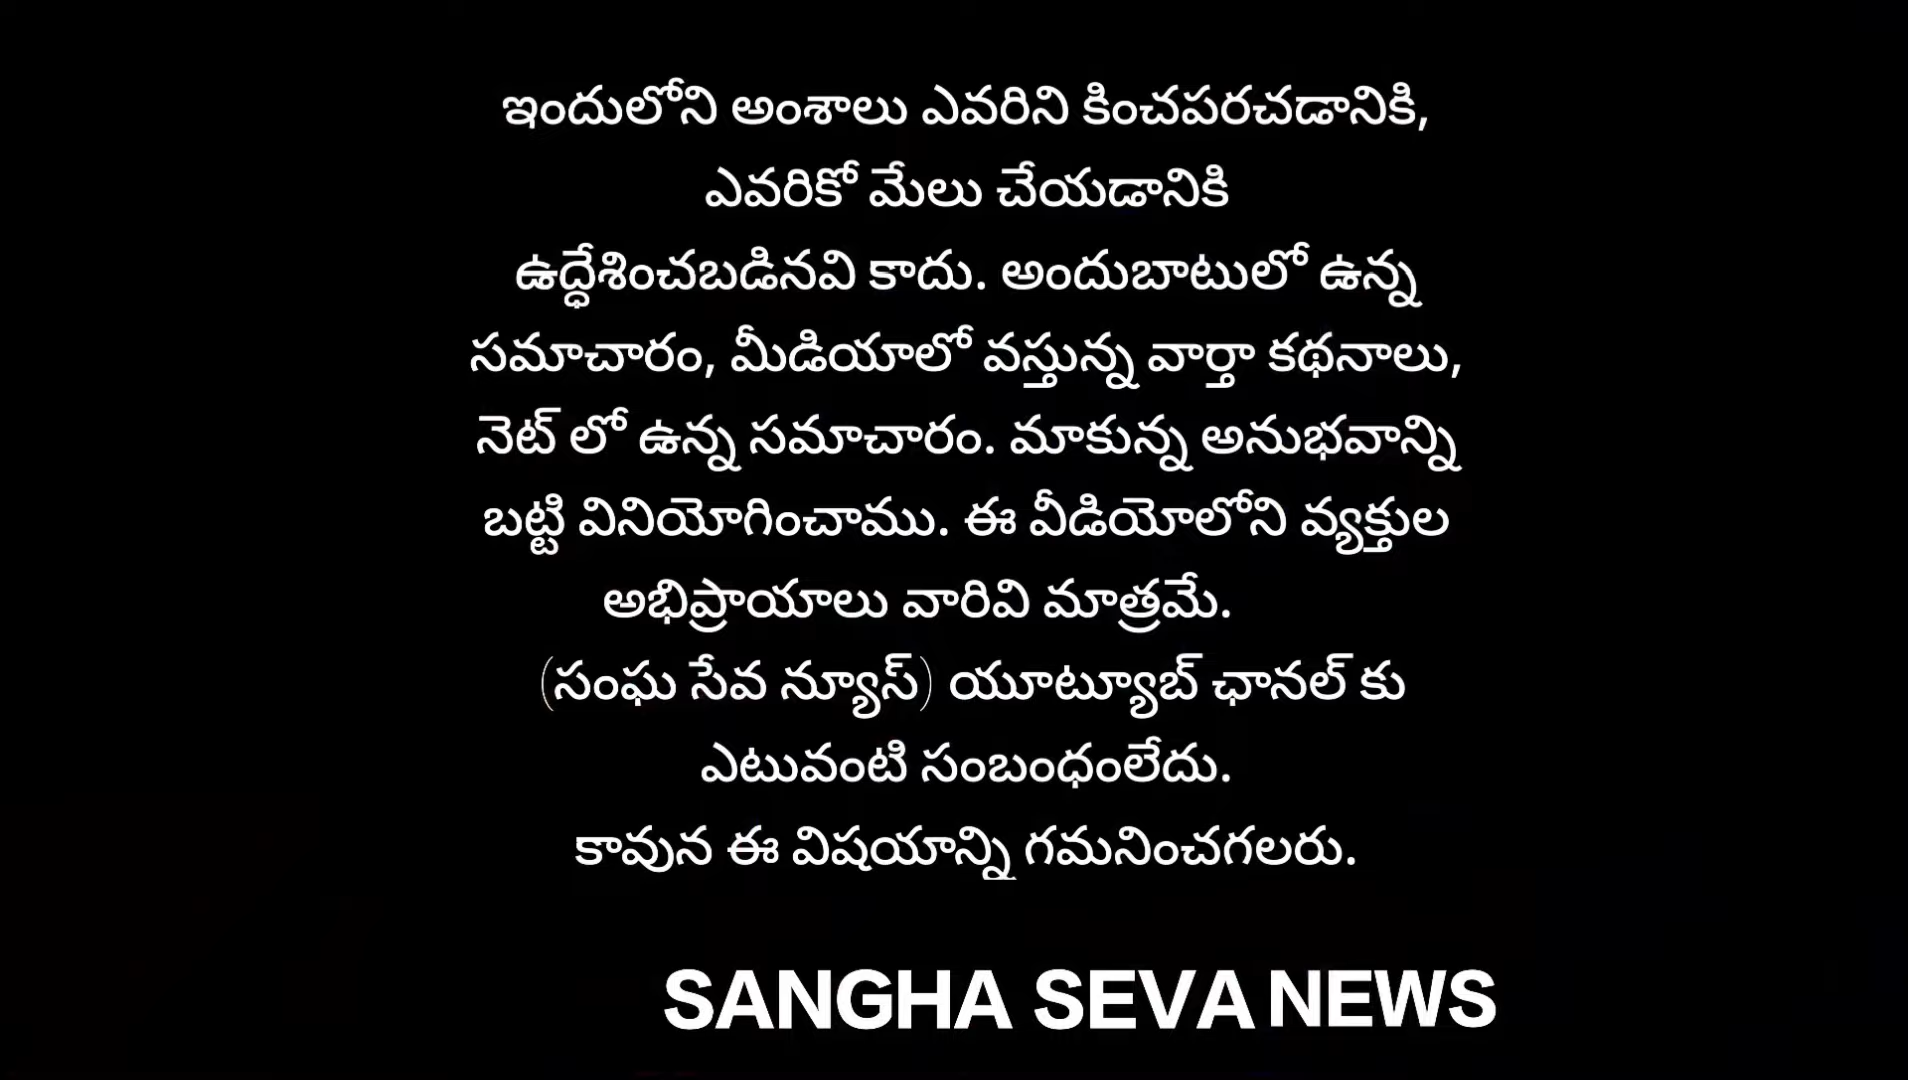 ఇందులోని అంశాలు ఎవరిని కించపరచడానికి,
ఎవరికో మేలు చేయడానికి
ఉద్ధేశించబడినవి కాదు. అందుబాటులో ఉన్న
సమాచారం, మీడియాలో వస్తున్న వార్తా కథనాలు,
నెట్ లో ఉన్న సమాచారం. మాకున్న అనుభవాన్ని
బట్టి వినియోగించాము. ఈ వీడియోలోని వ్యక్తుల
అభిప్రాయాలు వారివి మాత్రమే.
(సంఘ సేవ న్యూస్) యూట్యూబ్ ఛానల్ కు
ఎటువంటి సంబంధంలేదు.
కావున ఈ విషయాన్ని గమనించగలరు.
SANGHA SEVA NEWS